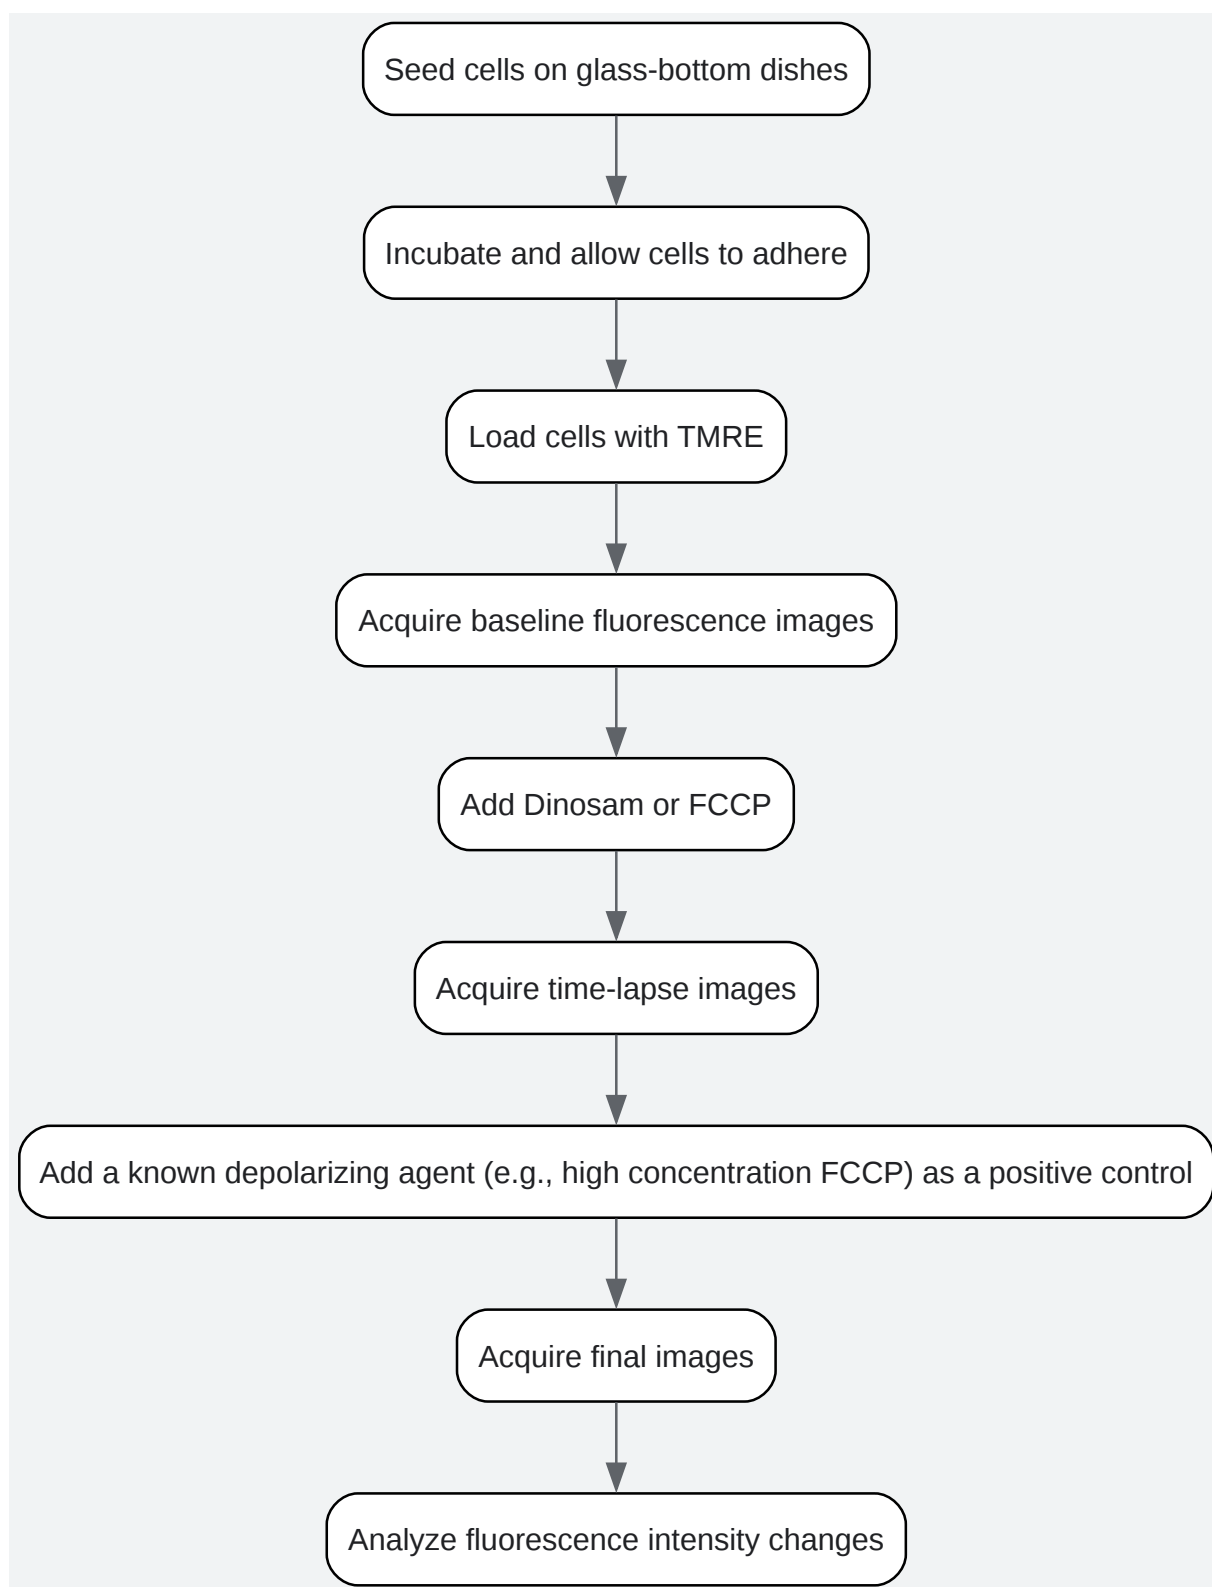 Seed cells on glass-bottom dishes
Incubate and allow cells to adhere
Load cells with TMRE
Acquire baseline fluorescence images
Add Dinosam or FCCP
Acquire time-lapse images
Add a known depolarizing agent (e.g., high concentration FCCP) as a positive control
Acquire final images
Analyze fluorescence intensity changes